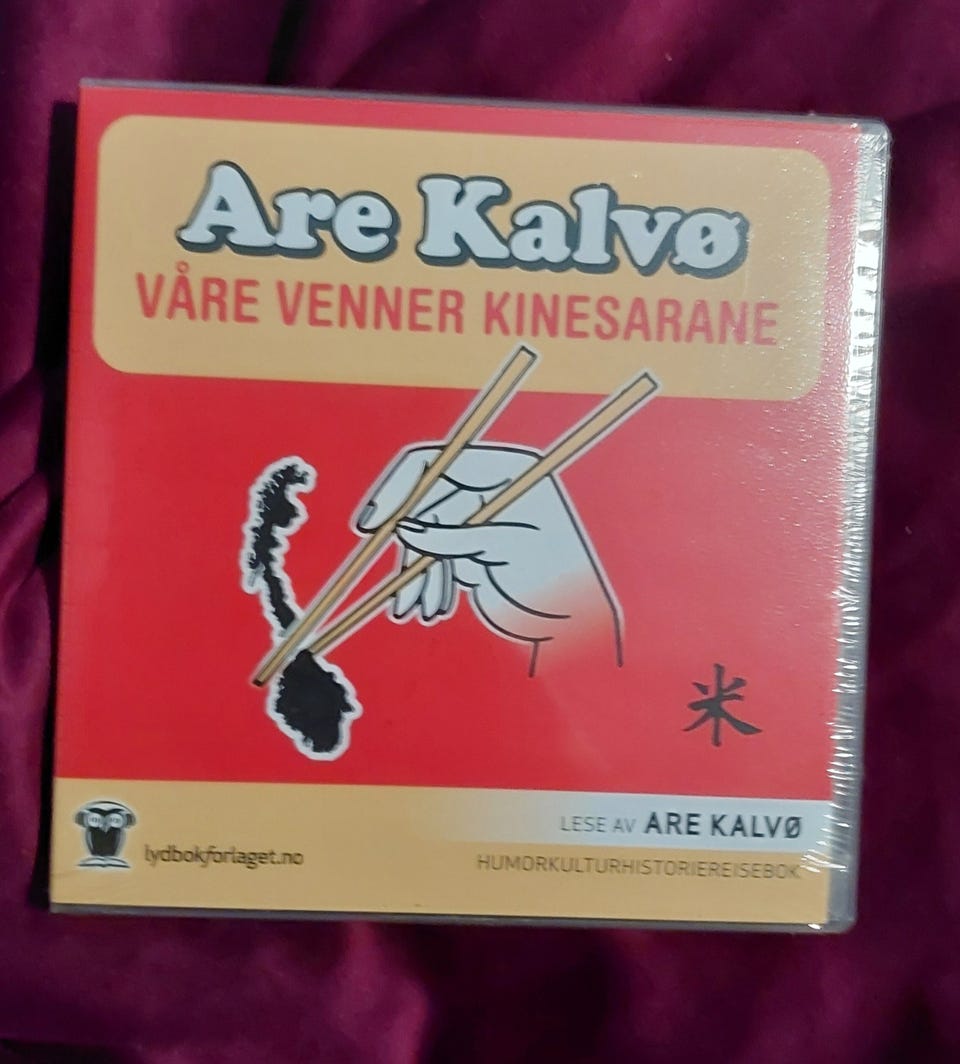 Are Kalvø
VÅRE VENNER KINESARANE
米
LESE AV ARE KALVØ
lydbokforlaget.no
HUMORKULTURHISTORIEREISEBOK